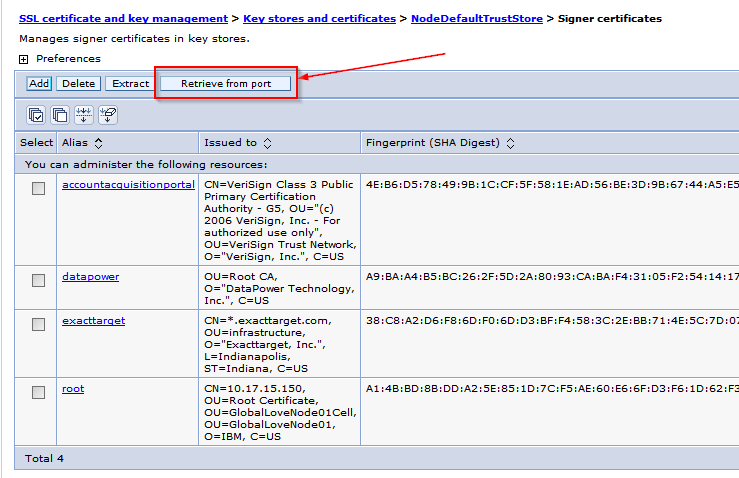 SSL certificate and key management > Key stores and certificates > NodeDefaultTrustStore > Signer certificates
Manages signer certificates in key stores.
Preferences
Add Delete Extract Retrieve from port
Select Alias Issued to Fingerprint (SHA Digest)
You can administer the following resources:
accountacquisitionportal CN=VeriSign Class 3 Public 4E:B6:D5:78:49:9B:1C:CF:5F:58:1E:AD:56:BE:3D:9B:67:44:A5:E5
Primary Certification
Authority - G5, OU="(c)
2006 VeriSign, Inc. - For
authorized use only",
OU=VeriSign Trust Network,
O="VeriSign, Inc.", C=US
datapower OU=Root CA, A9:BA:A4:B5:BC:26:2F:5D:2A:80:93:CA:BA:F4:31:05:F2:54:14:17
O="DataPower Technology,
Inc.", C=US
exacttarget CN=*.exacttarget.com, 38:C8:A2:D6:F8:6D:F0:6D:D3:BF:F4:58:3C:2E:BB:71:4E:5C:7D:07
OU=infrastructure,
O="Exacttarget, Inc.",
L=Indianapolis,
ST=Indiana, C=US
root CN=10.17.15.150, A1:4B:BD:8B:DD:A2:5E:85:1D:7C:F5:AE:60:E6:6F:D3:F6:1D:62:F3
OU=Root Certificate,
OU=GlobalLoveNode01Cell,
OU=GlobalLoveNode01,
O=IBM, C=US
Total 4